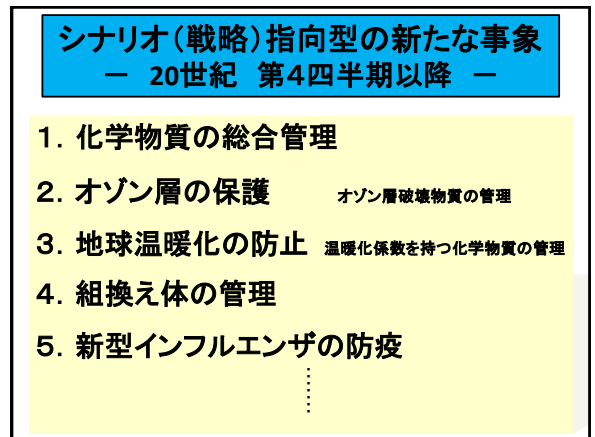 シナリオ（戦略）指向型の新たな事象
－ 20世紀 第４四半期以降 －
１．化学物質の総合管理
２．オゾン層の保護 オゾン層破壊物質の管理
３．地球温暖化の防止 温暖化係数を持つ化学物質の管理
４．組換え体の管理
５．新型インフルエンザの防疫